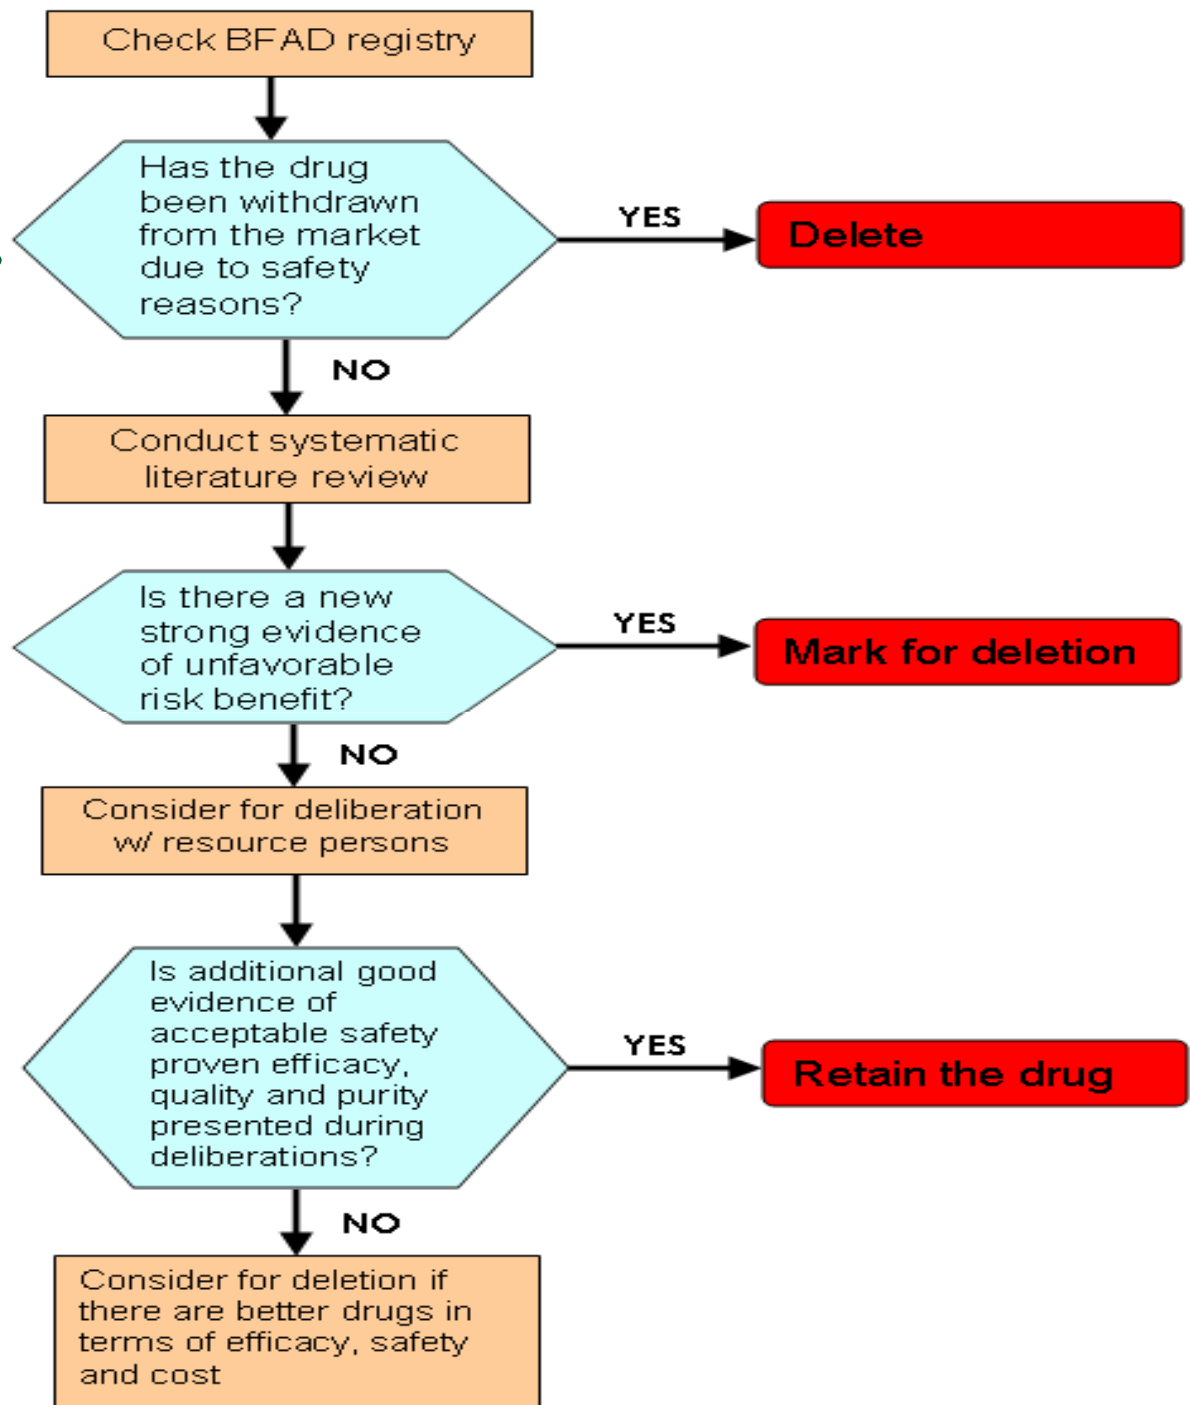 Check BFAD registry
Has the drug
been withdrawn
from the market
due to safety
reasons?
YES
Delete
NO
Conduct systematic
literature review
Is there a new
strong evidence
of unfavorable
risk benefit?
YES
Mark for deletion
NO
Consider for deliberation
w/ resource persons
Is additional good
evidence of
acceptable safety
proven efficacy,
quality and purity
presented during
deliberations?
YES
Retain the drug
NO
Consider for deletion if
there are better drugs in
terms of efficacy, safety
and cost